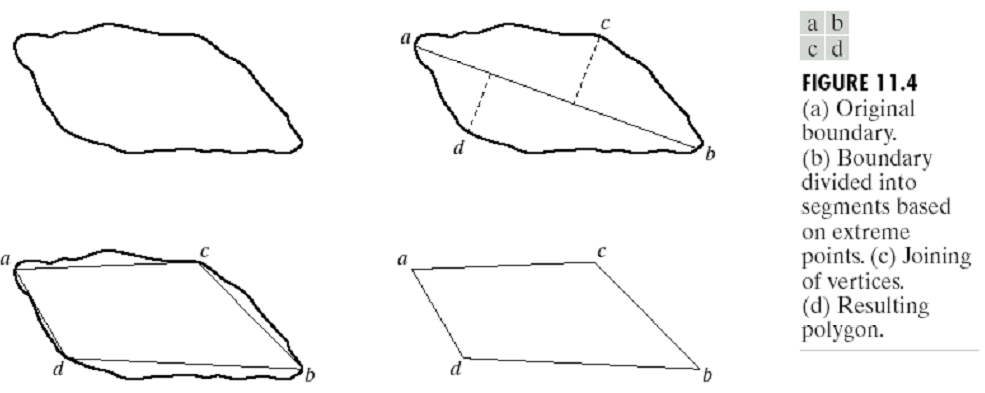 a b
c d
FIGURE 11.4
(a) Original
boundary.
(b) Boundary
divided into
segments based
on extreme
points. (c) Joining
of vertices.
(d) Resulting
polygon.
a
c
d
b
a
c
d
b
a
c
d
b